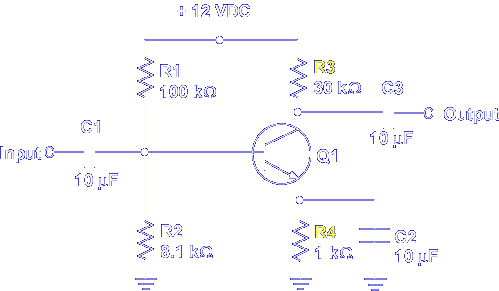 + 12 VDC
R1
100 kΩ
R3
30 kΩ
C3
Output
10 µF
C1
Input
10 µF
Q1
R2
8.1 kΩ
R4
1 kΩ
C2
10 µF